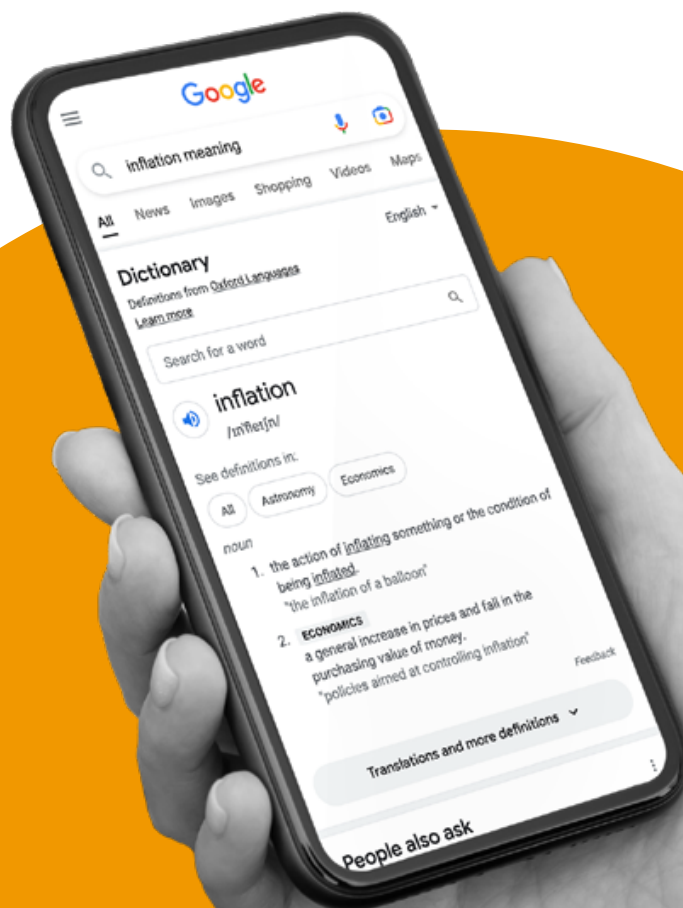 Google
inflation meaning
All News Images Shopping Videos Maps
Dictionary
English
Definitions from Oxford Languages
Learn more
Search for a word
inflation
/ɪnˈfleɪʃn/
See definitions in:
All Astronomy Economics
noun
1. the action of inflating something or the condition of
being inflated.
"the inflation of a balloon"
2. ECONOMICS
a general increase in prices and fall in the
purchasing value of money.
"policies aimed at controlling inflation"
Feedback
Translations and more definitions
People also ask